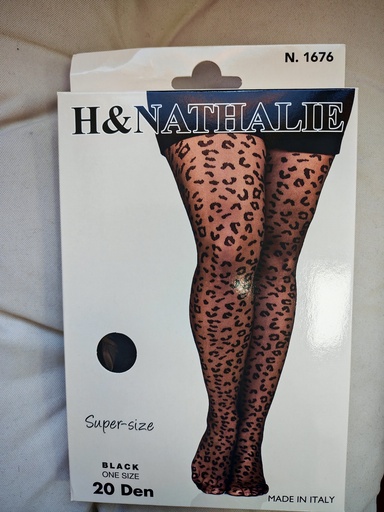 N. 1676
H&NATHALIE
Super-size
BLACK
ONE SIZE
20 Den
MADE IN ITALY